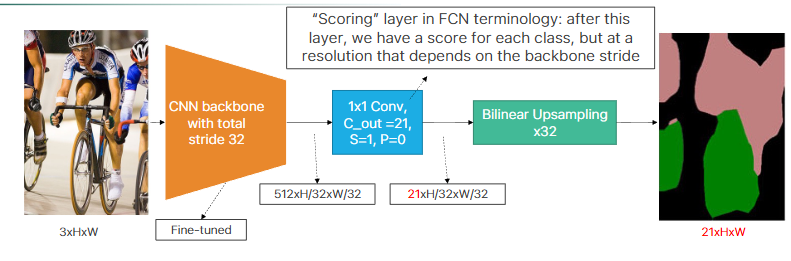 “Scoring” layer in FCN terminology: after this
layer, we have a score for each class, but at a
resolution that depends on the backbone stride
CNN backbone
with total
stride 32
1x1 Conv,
C_out =21,
S=1, P=0
Bilinear Upsampling
x32
512xH/32xW/32
21xH/32xW/32
3xHxW
Fine-tuned
21xHxW